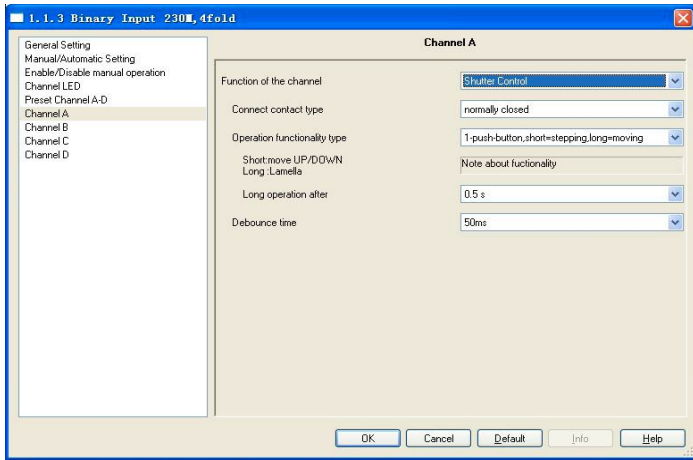 1.1.3 Binary Input 230M,4fold
General Setting
Manual/Automatic Setting
Enable/Disable manual operation
Channel LED
Preset Channel A-D
Channel A
Channel B
Channel C
Channel D
Channel A
Function of the channel
Shutter Control
Connect contact type
normally closed
Operation functionality type
1-push-button,short=stepping,long=moving
Short:move UP/DOWN
Long :Lamella
Note about fuctionality
Long operation after
0.5 s
Debounce time
50ms
OK
Cancel
Default
Info
Help